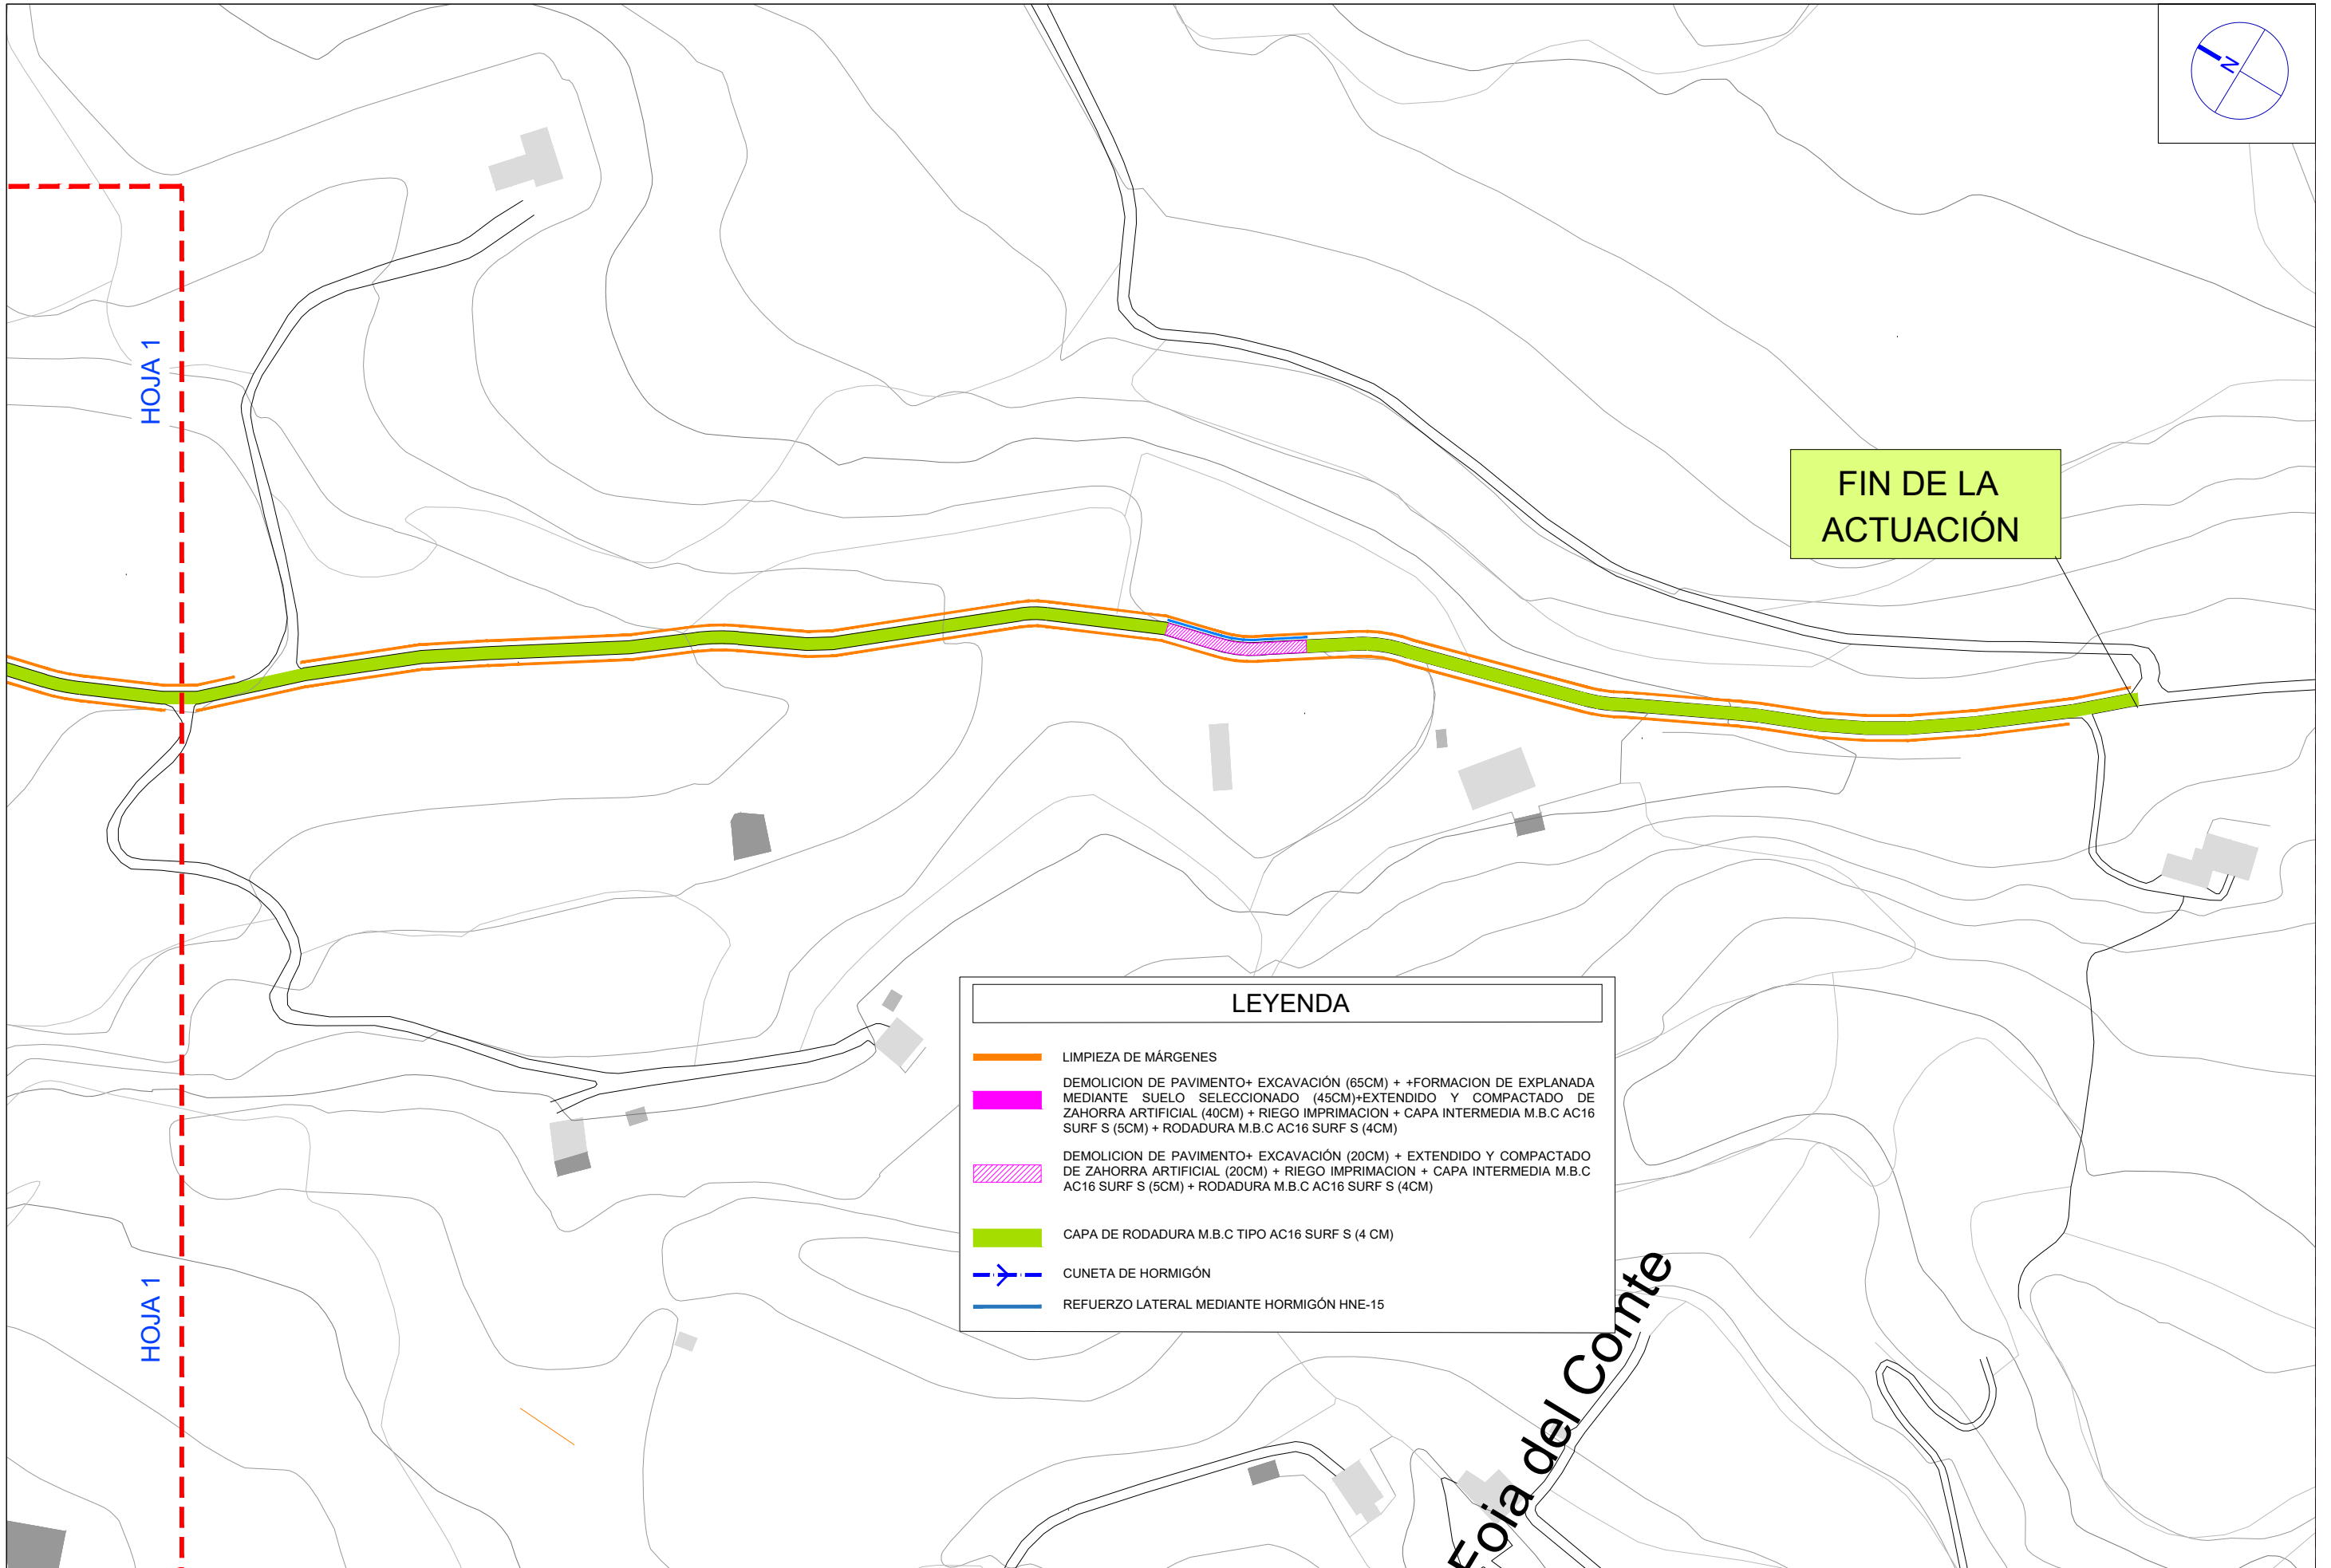 N
HOJA 1
FIN DE LA
ACTUACIÓN
LEYENDA
LIMPIEZA DE MÁRGENES
DEMOLICION DE PAVIMENTO+ EXCAVACIÓN (65CM) + +FORMACION DE EXPLANADA
MEDIANTE SUELO SELECCIONADO (45CM)+EXTENDIDO Y COMPACTADO DE
ZAHORRA ARTIFICIAL (40CM) + RIEGO IMPRIMACION + CAPA INTERMEDIA M.B.C AC16
SURF S (5CM) + RODADURA M.B.C AC16 SURF S (4CM)
DEMOLICION DE PAVIMENTO+ EXCAVACIÓN (20CM) + EXTENDIDO Y COMPACTADO
DE ZAHORRA ARTIFICIAL (20CM) + RIEGO IMPRIMACION + CAPA INTERMEDIA M.B.C
AC16 SURF S (5CM) + RODADURA M.B.C AC16 SURF S (4CM)
CAPA DE RODADURA M.B.C TIPO AC16 SURF S (4 CM)
CUNETA DE HORMIGÓN
REFUERZO LATERAL MEDIANTE HORMIGÓN HNE-15
HOJA 1
Foia del Comte